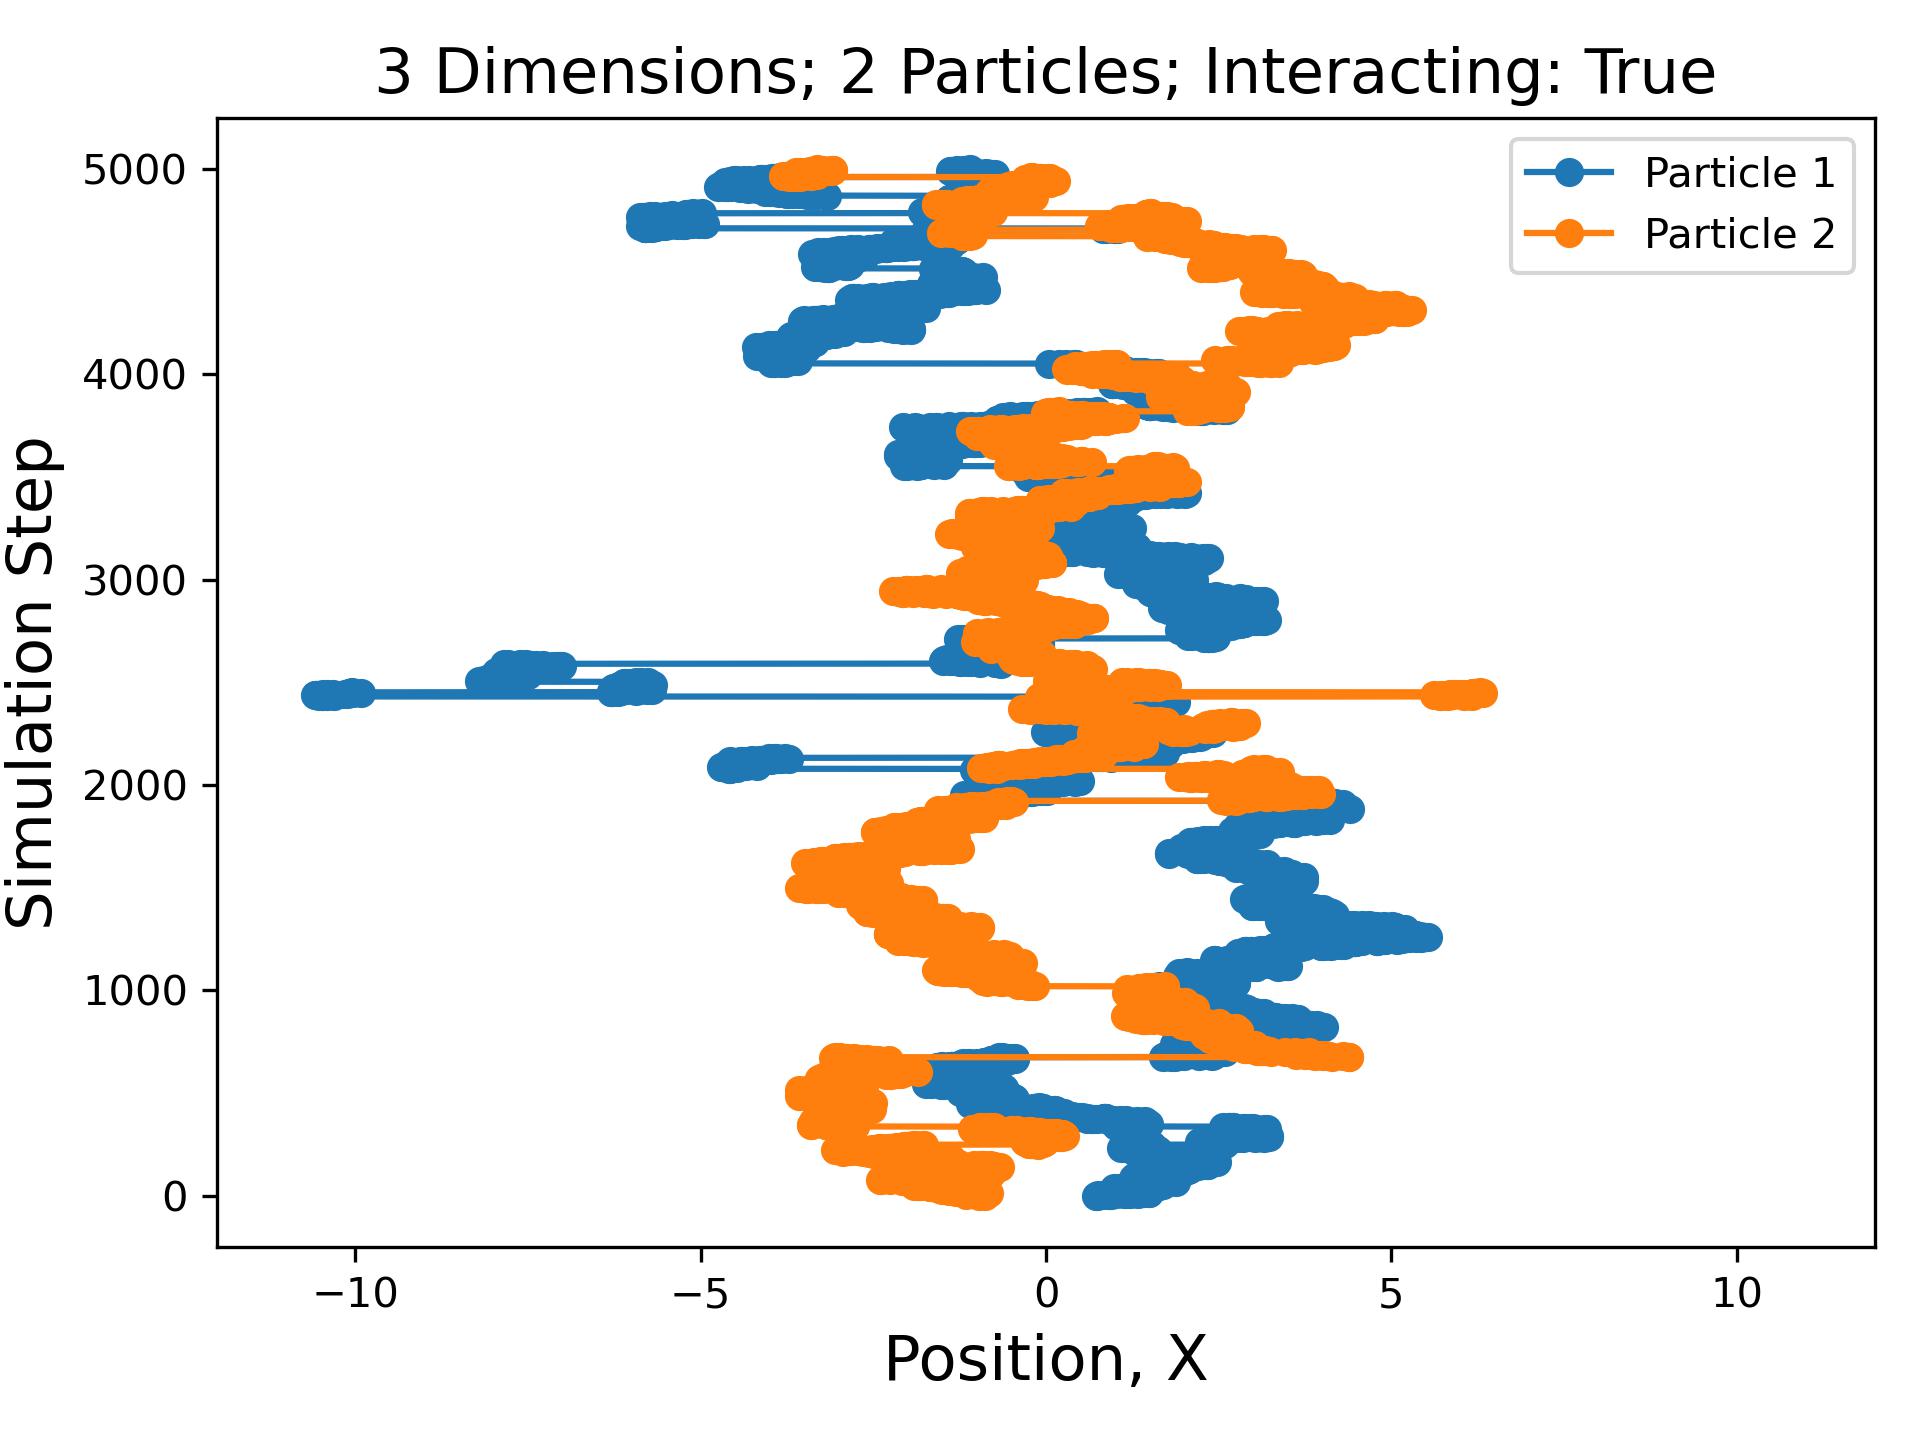 3 Dimensions; 2 Particles; Interacting: True
Particle 1
Particle 2
5000
4000
3000
2000
1000
0
Simulation Step
−10
−5
0
5
10
Position, X